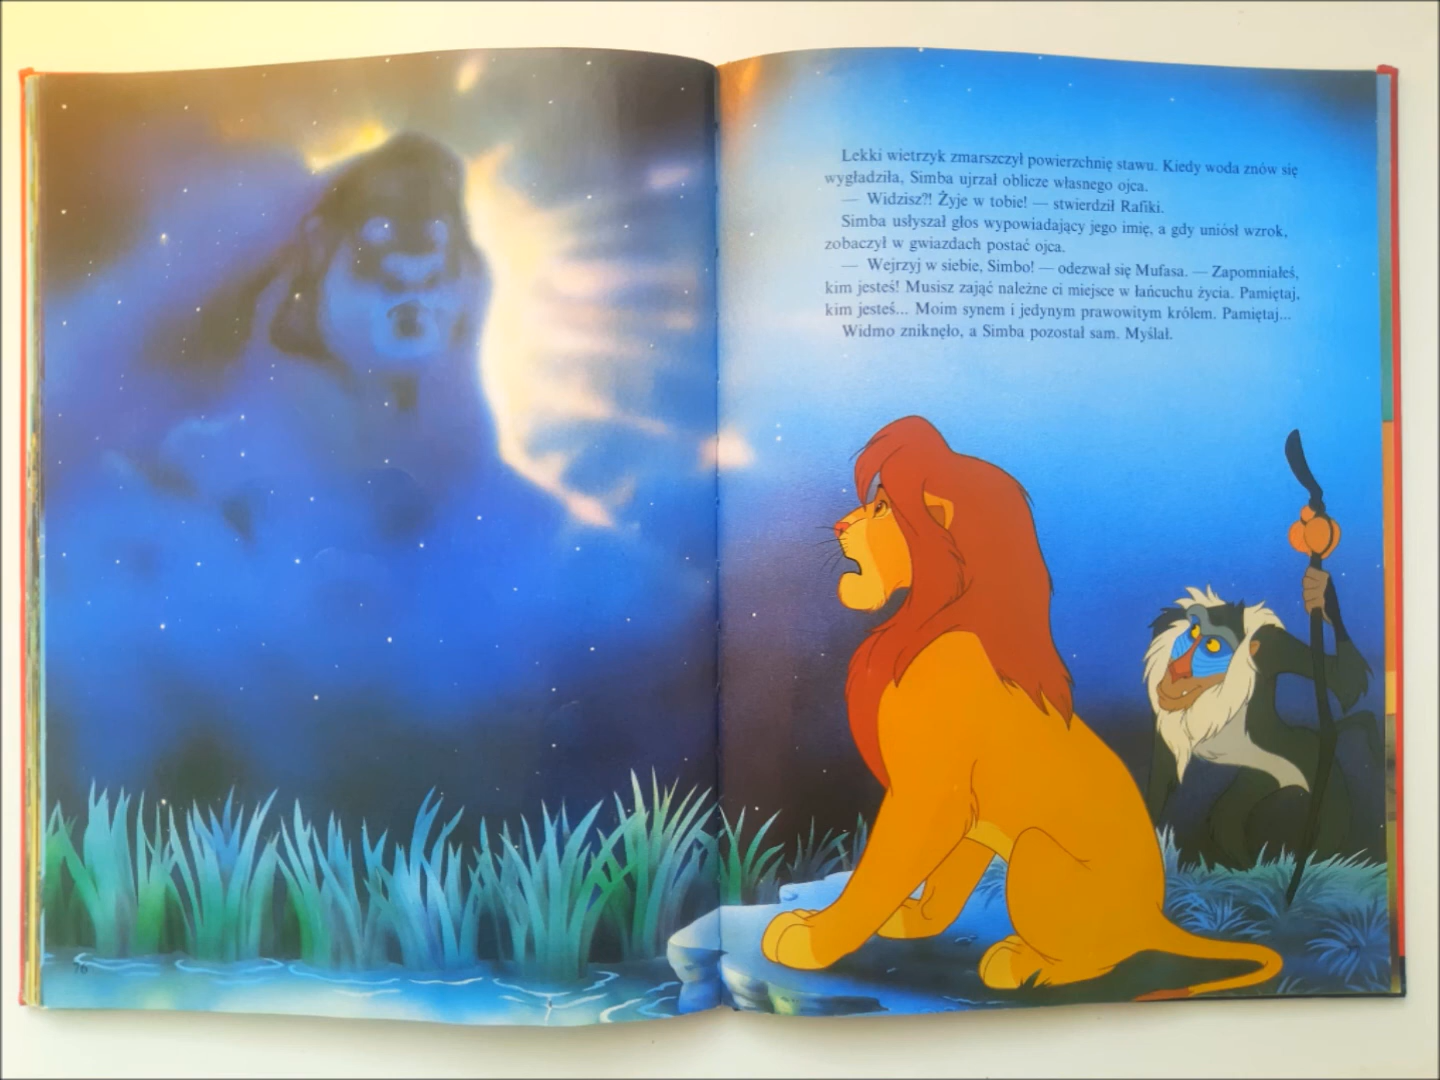 Lekki wietrzyk zmarszczył powierzchnię stawu. Kiedy woda znów się
wygładziła, Simba ujrzał oblicze własnego ojca.
— Widzisz?! Żyje w tobie! — stwierdził Rafiki.
Simba usłyszał głos wypowiadający jego imię, a gdy uniósł wzrok,
zobaczył w gwiazdach postać ojca.
— Wejrzyj w siebie, Simbo! — odezwał się Mufasa. — Zapomniałeś,
kim jesteś! Musisz zająć należne ci miejsce w łańcuchu życia. Pamiętaj,
kim jesteś... Moim synem i jedynym prawowitym królem. Pamiętaj...
Widmo zniknęło, a Simba pozostał sam. Myślał.
76